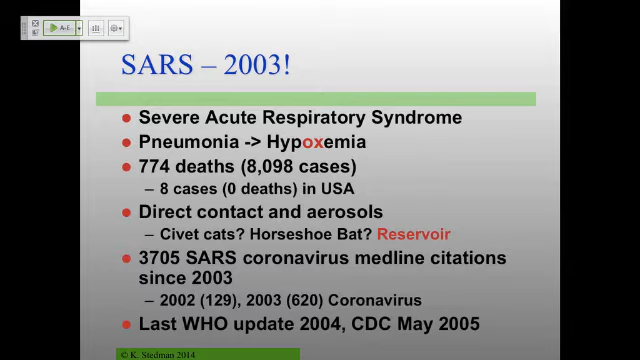 A-E
SARS – 2003!
Severe Acute Respiratory Syndrome
Pneumonia -> Hypoxemia
774 deaths (8,098 cases)
– 8 cases (0 deaths) in USA
Direct contact and aerosols
– Civet cats? Horseshoe Bat? Reservoir
3705 SARS coronavirus medline citations
since 2003
– 2002 (129), 2003 (620) Coronavirus
Last WHO update 2004, CDC May 2005
© K. Stedman 2014